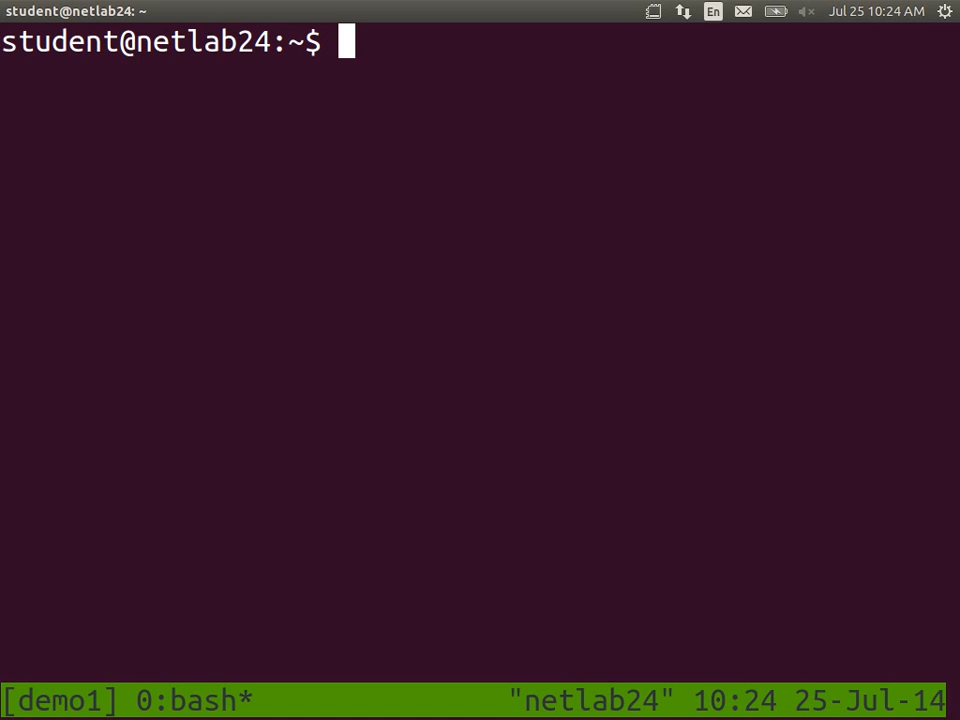 student@netlab24: ~ En Jul 25 10:24 AM
student@netlab24:~$
[demo1] 0:bash* "netlab24" 10:24 25-Jul-14